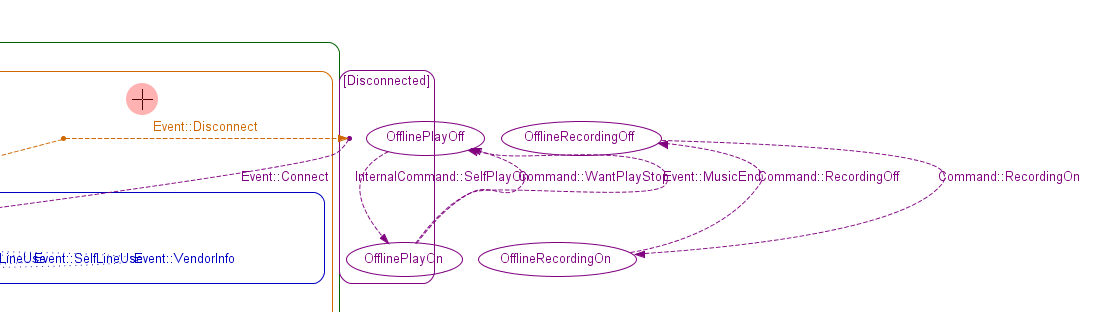 [Disconnected]
Event::Disconnect
OfflinePlayOff
OfflineRecordingOff
Event::Connect
InternalCommand::SelfPlayOn
Command::WantPlayStop
Event::MusicEnd
Command::RecordingOff
Command::RecordingOn
LineUse
Event::SelfLineUse
Event::VendorInfo
OfflinePlayOn
OfflineRecordingOn